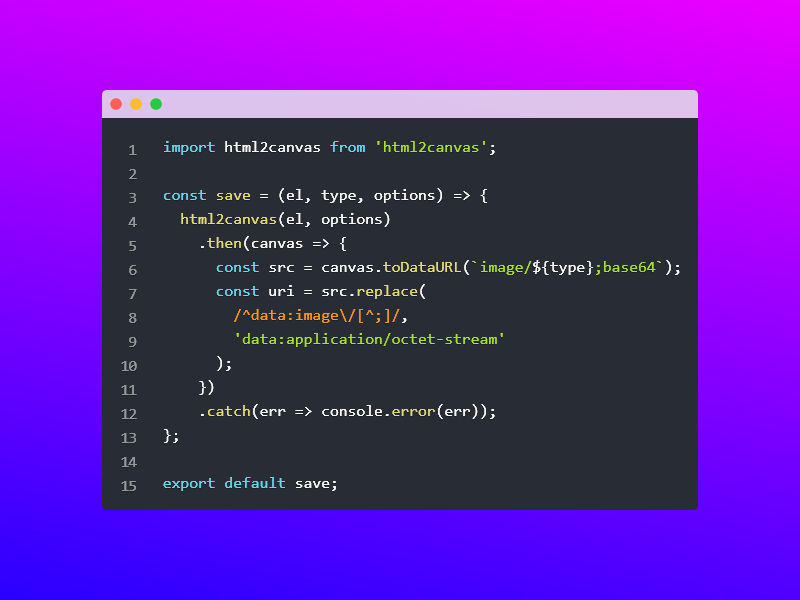 1 import html2canvas from 'html2canvas';
2
3 const save = (el, type, options) => {
4 html2canvas(el, options)
5 .then(canvas => {
6 const src = canvas.toDataURL(`image/${type};base64`);
7 const uri = src.replace(
8 /^data:image\/[^;]/,
9 'data:application/octet-stream'
10 );
11 })
12 .catch(err => console.error(err));
13 };
14
15 export default save;